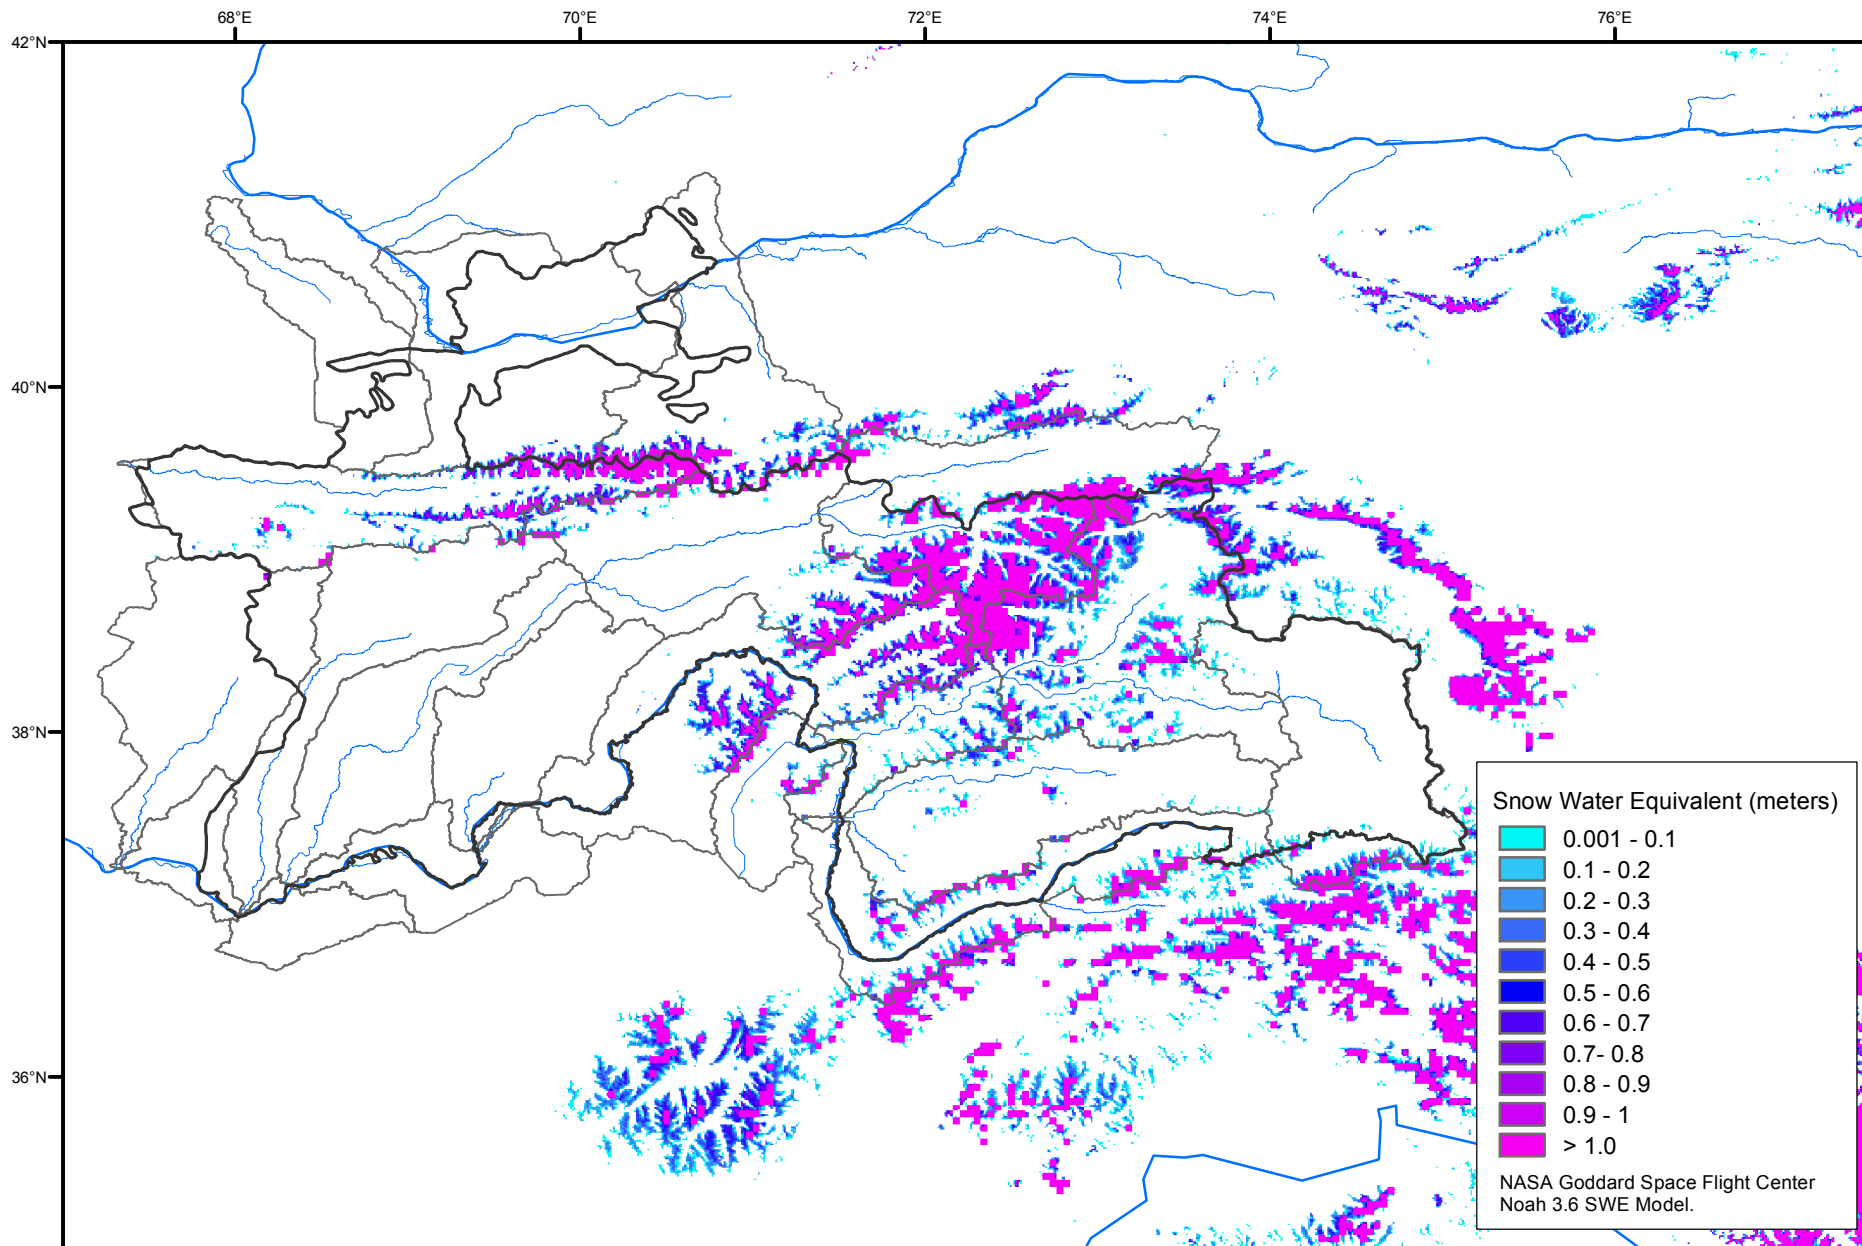 68°E
70°E
72°E
74°E
76°E
42°N
40°N
38°N
36°N
Snow Water Equivalent (meters)
0.001 - 0.1
0.1 - 0.2
0.2 - 0.3
0.3 - 0.4
0.4 - 0.5
0.5 - 0.6
0.6 - 0.7
0.7- 0.8
0.8 - 0.9
0.9 - 1
> 1.0
NASA Goddard Space Flight Center
Noah 3.6 SWE Model.